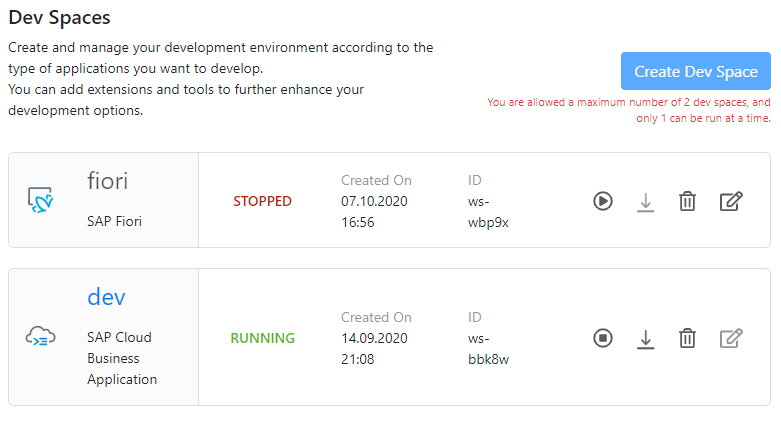 Dev Spaces
Create and manage your development environment according to the
type of applications you want to develop.
You can add extensions and tools to further enhance your
development options.
Create Dev Space
You are allowed a maximum number of 2 dev spaces, and
only 1 can be run at a time.
fiori
SAP Fiori
STOPPED
Created On
07.10.2020
16:56
ID
ws-
wbp9x
dev
SAP Cloud
Business
Application
RUNNING
Created On
14.09.2020
21:08
ID
ws-
bbk8w